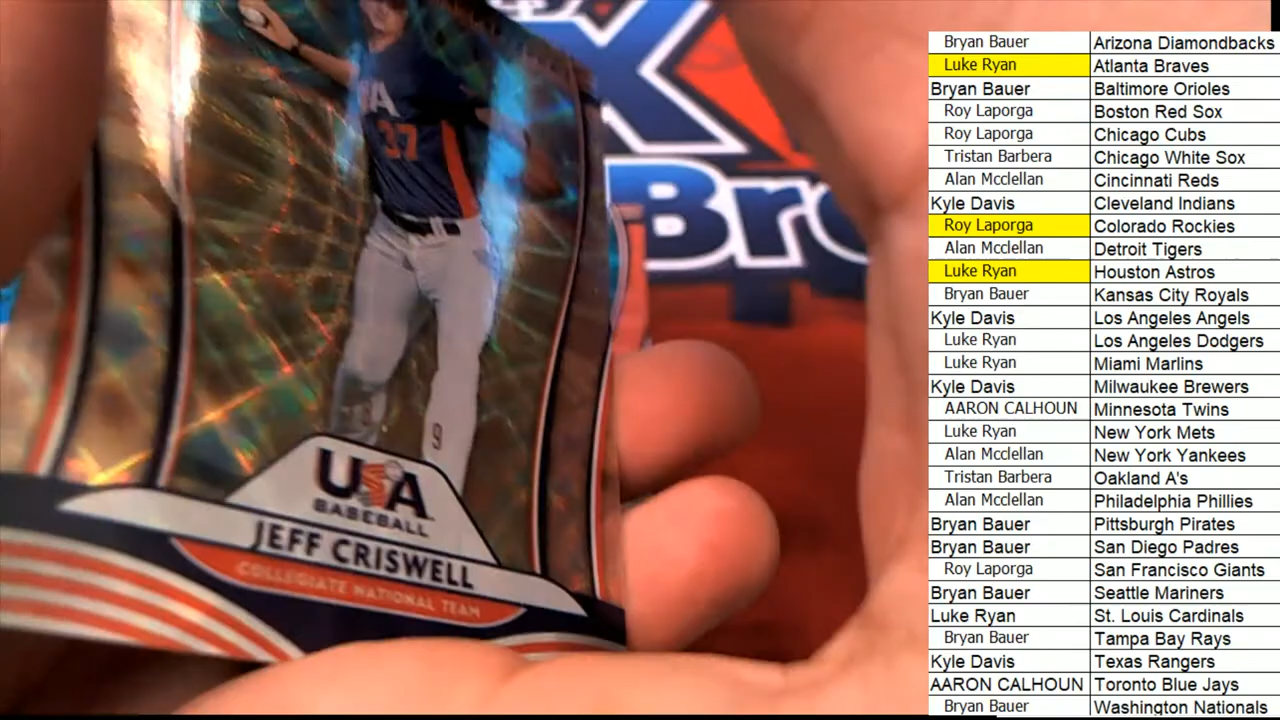 X
Bro
A
37
9
USA
BASEBALL
JEFF CRISWELL
COLLEGIATE NATIONAL TEAM
Bryan Bauer Arizona Diamondbacks
Luke Ryan Atlanta Braves
Bryan Bauer Baltimore Orioles
Roy Laporga Boston Red Sox
Roy Laporga Chicago Cubs
Tristan Barbera Chicago White Sox
Alan Mcclellan Cincinnati Reds
Kyle Davis Cleveland Indians
Roy Laporga Colorado Rockies
Alan Mcclellan Detroit Tigers
Luke Ryan Houston Astros
Bryan Bauer Kansas City Royals
Kyle Davis Los Angeles Angels
Luke Ryan Los Angeles Dodgers
Luke Ryan Miami Marlins
Kyle Davis Milwaukee Brewers
AARON CALHOUN Minnesota Twins
Luke Ryan New York Mets
Alan Mcclellan New York Yankees
Tristan Barbera Oakland A's
Alan Mcclellan Philadelphia Phillies
Bryan Bauer Pittsburgh Pirates
Bryan Bauer San Diego Padres
Roy Laporga San Francisco Giants
Bryan Bauer Seattle Mariners
Luke Ryan St. Louis Cardinals
Bryan Bauer Tampa Bay Rays
Kyle Davis Texas Rangers
AARON CALHOUN Toronto Blue Jays
Bryan Bauer Washington Nationals